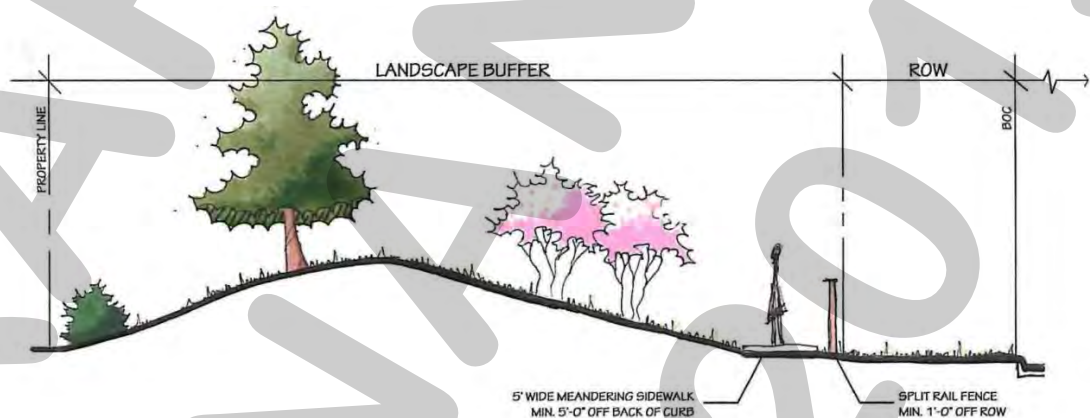 LANDSCAPE BUFFER
ROW
PROPERTY LINE
BOC
5' WIDE MEANDERING SIDEWALK
MIN. 5'-0" OFF BACK OF CURB
SPLIT RAIL FENCE
MIN. 1'-0" OFF ROW